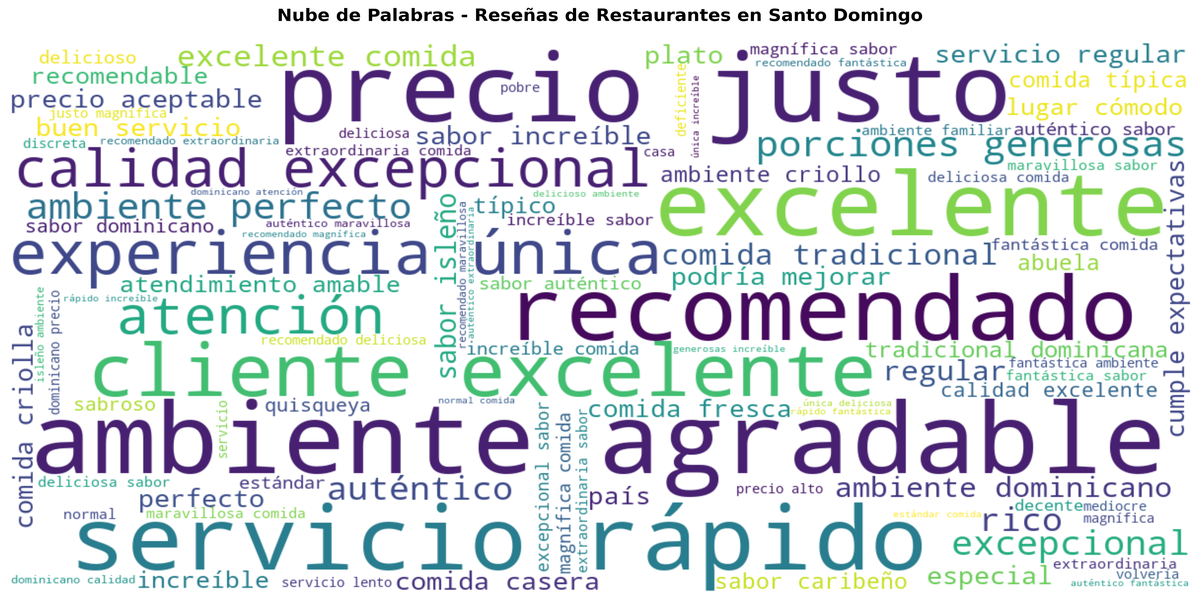 Nube de Palabras - Reseñas de Restaurantes en Santo Domingo
delicioso
excelente comida
precio justo
plato
magnífica sabor
recomendado fantástica
servicio regular
recomendable
pobre
deficiente
única increíble
comida típica
precio aceptable
lugar cómodo
justo magnífica
buen servicio
deliciosa
sabor increíble
ambiente familiar
auténtico sabor
discreta
recomendado extraordinaria
extraordinaria comida
casa
porciones generosas
calidad excepcional
ambiente criollo
maravillosa sabor
deliciosa comida
dominicano atención
delicioso ambiente
excelente
ambiente perfecto
típico
sabor dominicano
auténtico maravillosa
increíble sabor
recomendado magnífica
sabor isleño
recomendado maravillosa
auténtico extraordinaria
experiencia única
comida tradicional
fantástica comida
cumple expectativas
abuela
atendimiento amable
sabor auténtico
podría mejorar
rápido increíble
isleño ambiente
dominicano precio
atención
recomendado
recomendado deliciosa
increíble comida
generosas increíble
tradicional dominicana
comida criolla
cliente excelente
regular
fantástica ambiente
fantástica sabor
calidad excelente
sabroso
servicio
quisqueya
normal comida
comida fresca
única deliciosa
rápido fantástica
ambiente agradable
deliciosa sabor
estándar
auténtico
excepcional sabor
magnífica comida
extraordinaria sabor
país
precio alto
ambiente dominicano
perfecto
normal
maravillosa comida
decente
mediocre
magnífica
estándar comida
rico
servicio rápido
excepcional
extraordinaria
dominicano calidad
increíble
servicio lento
comida casera
sabor caribeño
especial
volvería
auténtico fantástica